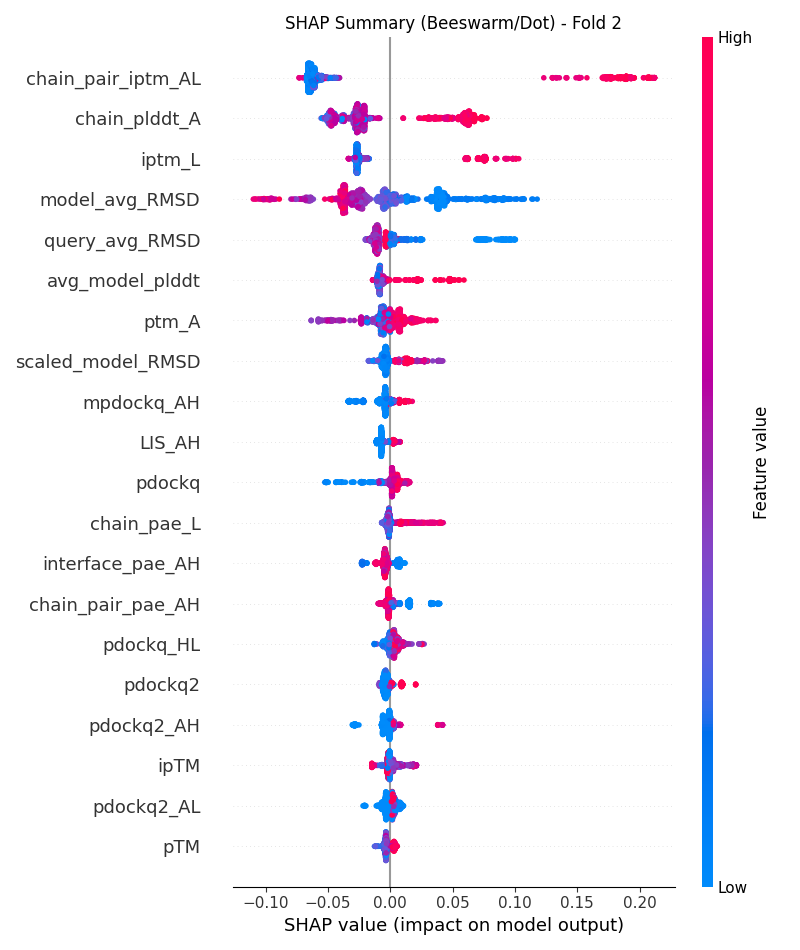 SHAP Summary (Beeswarm/Dot) - Fold 2
High
chain_pair_iptm_AL
chain_plddt_A
iptm_L
model_avg_RMSD
query_avg_RMSD
avg_model_plddt
ptm_A
scaled_model_RMSD
mpdockq_AH
LIS_AH
pdockq
chain_pae_L
interface_pae_AH
chain_pair_pae_AH
pdockq_HL
pdockq2
pdockq2_AH
ipTM
pdockq2_AL
pTM
Feature value
Low
−0.10 −0.05 0.00 0.05 0.10 0.15 0.20
SHAP value (impact on model output)